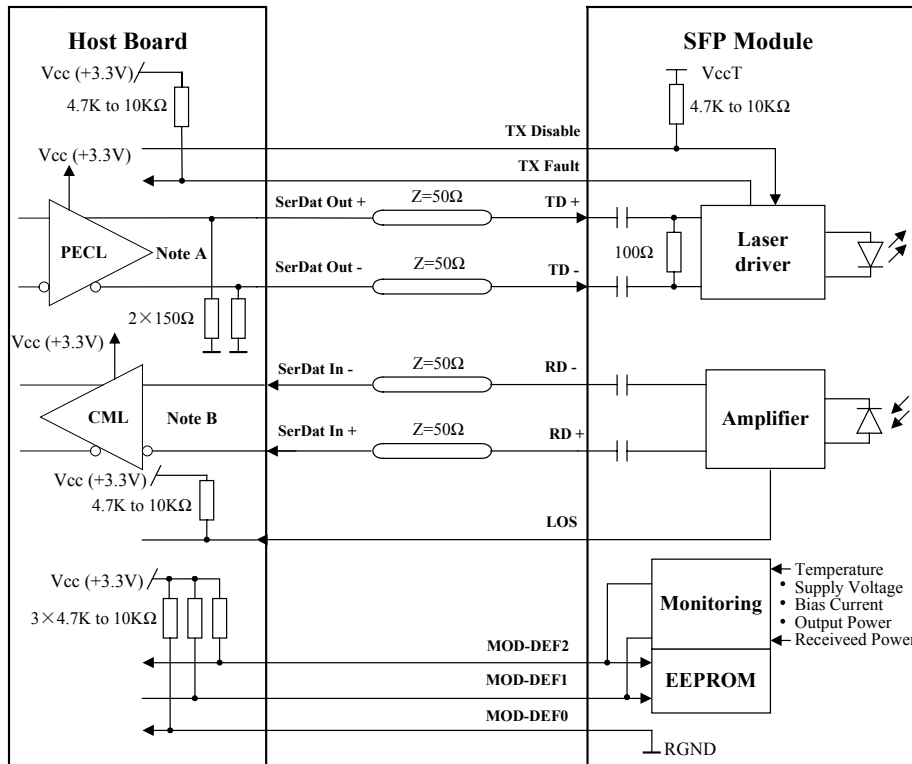 Host Board
SFP Module
Vcc (+3.3V)
4.7K to 10KΩ
VccT
4.7K to 10KΩ
TX Disable
TX Fault
Vcc (+3.3V)
PECL
Note A
SerDat Out +
Z=50Ω
TD +
100Ω
Laser
driver
SerDat Out -
Z=50Ω
TD -
2×150Ω
Vcc (+3.3V)
CML
Note B
SerDat In -
Z=50Ω
RD -
Amplifier
SerDat In +
Z=50Ω
RD +
Vcc (+3.3V)
4.7K to 10KΩ
LOS
Vcc (+3.3V)
3×4.7K to 10KΩ
Monitoring
Temperature
• Supply Voltage
• Bias Current
• Output Power
Receiveed Power
EEPROM
MOD-DEF2
MOD-DEF1
MOD-DEF0
RGND